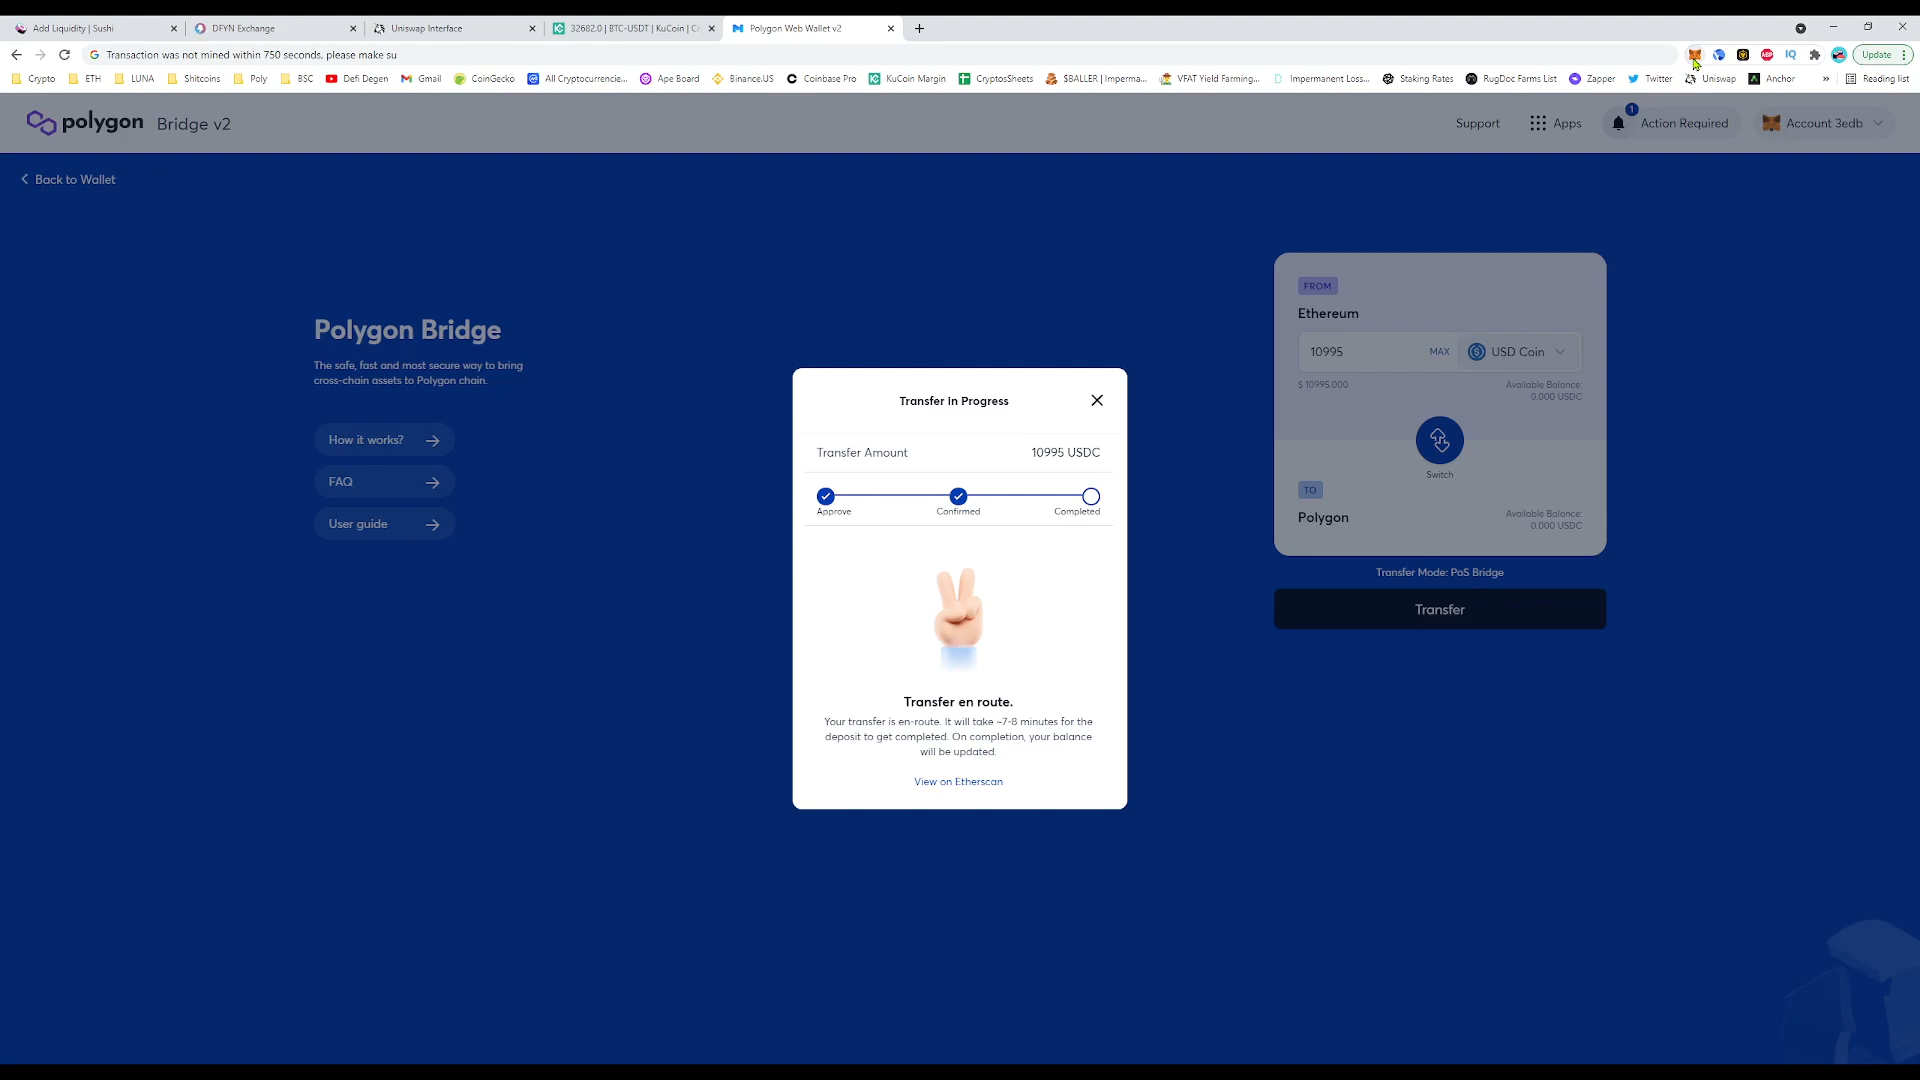 Add Liquidity | Sushi
DFYN Exchange
Uniswap Interface
32682.0 | BTC-USDT | KuCoin | Cr
Polygon Web Wallet v2
Transaction was not mined within 750 seconds, please make su
Update
Crypto
ETH
LUNA
Shitcoins
Poly
BSC
Defi Degen
Gmail
CoinGecko
All Cryptocurrencie...
Ape Board
Binance.US
Coinbase Pro
KuCoin Margin
CryptoSheets
$BALLER | Imperma...
VFAT Yield Farming...
Impermanent Loss...
Staking Rates
RugDoc Farms List
Zapper
Twitter
Uniswap
Anchor
»
Reading list
polygon Bridge v2
Support
Apps
1
Action Required
Account 3edb
Back to Wallet
Polygon Bridge
The safe, fast and most secure way to bring
cross-chain assets to Polygon chain.
How it works?
FAQ
User guide
Transfer in Progress
Transfer Amount 10995 USDC
Approve Confirmed Completed
Transfer en route.
Your transfer is en-route. It will take ~7-8 minutes for the
deposit to get completed. On completion, your balance
will be updated.
View on Etherscan
FROM
Ethereum
10995 MAX USD Coin
$ 10995.000 Available Balance:
0.000 USDC
Switch
TO
Polygon Available Balance:
0.000 USDC
Transfer Mode: PoS Bridge
Transfer